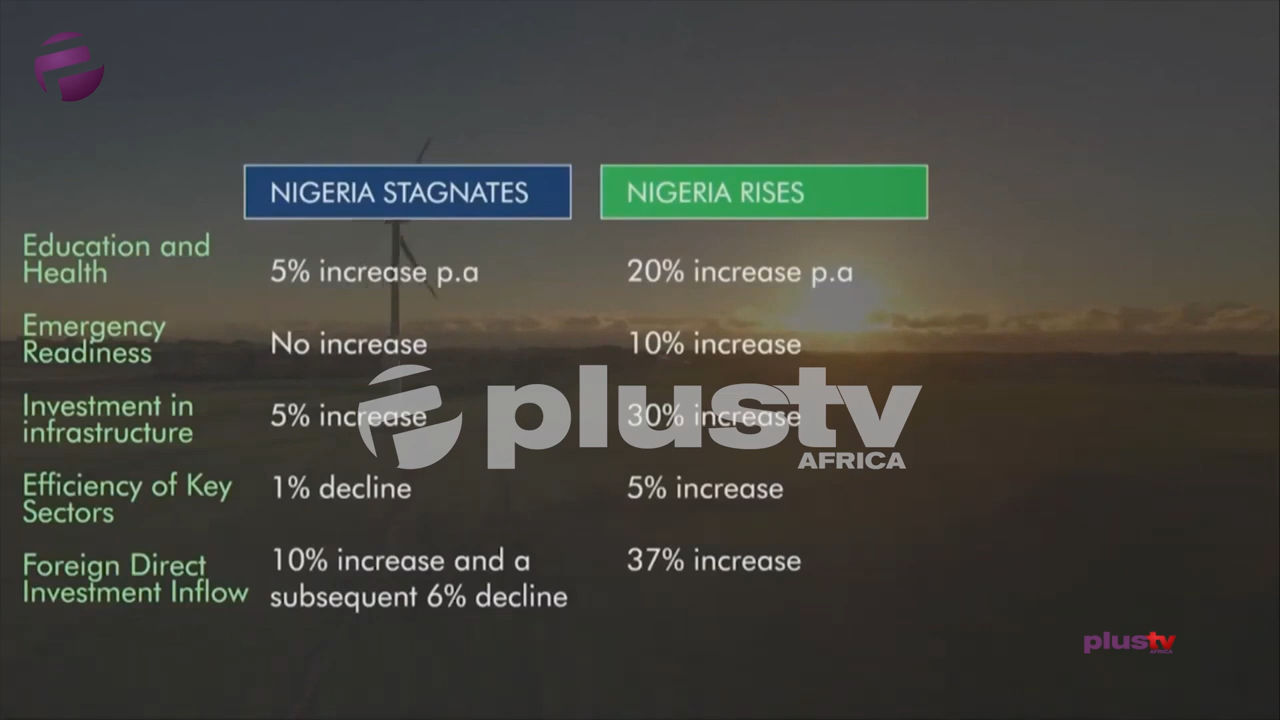 NIGERIA STAGNATES
NIGERIA RISES
Education and
Health
5% increase p.a
20% increase p.a
Emergency
Readiness
No increase
10% increase
Investment in
infrastructure
5% increase
30% increase
plustv
AFRICA
Efficiency of Key
Sectors
1% decline
5% increase
Foreign Direct
Investment Inflow
10% increase and a
subsequent 6% decline
37% increase
plustv
AFRICA